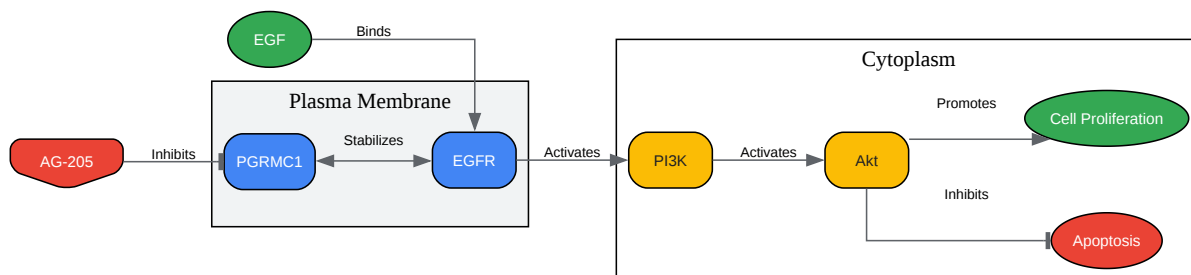 EGF
Binds
Plasma Membrane
Cytoplasm
AG-205
Inhibits
PGRMC1
Stabilizes
EGFR
Activates
PI3K
Activates
Akt
Promotes
Cell Proliferation
Inhibits
Apoptosis